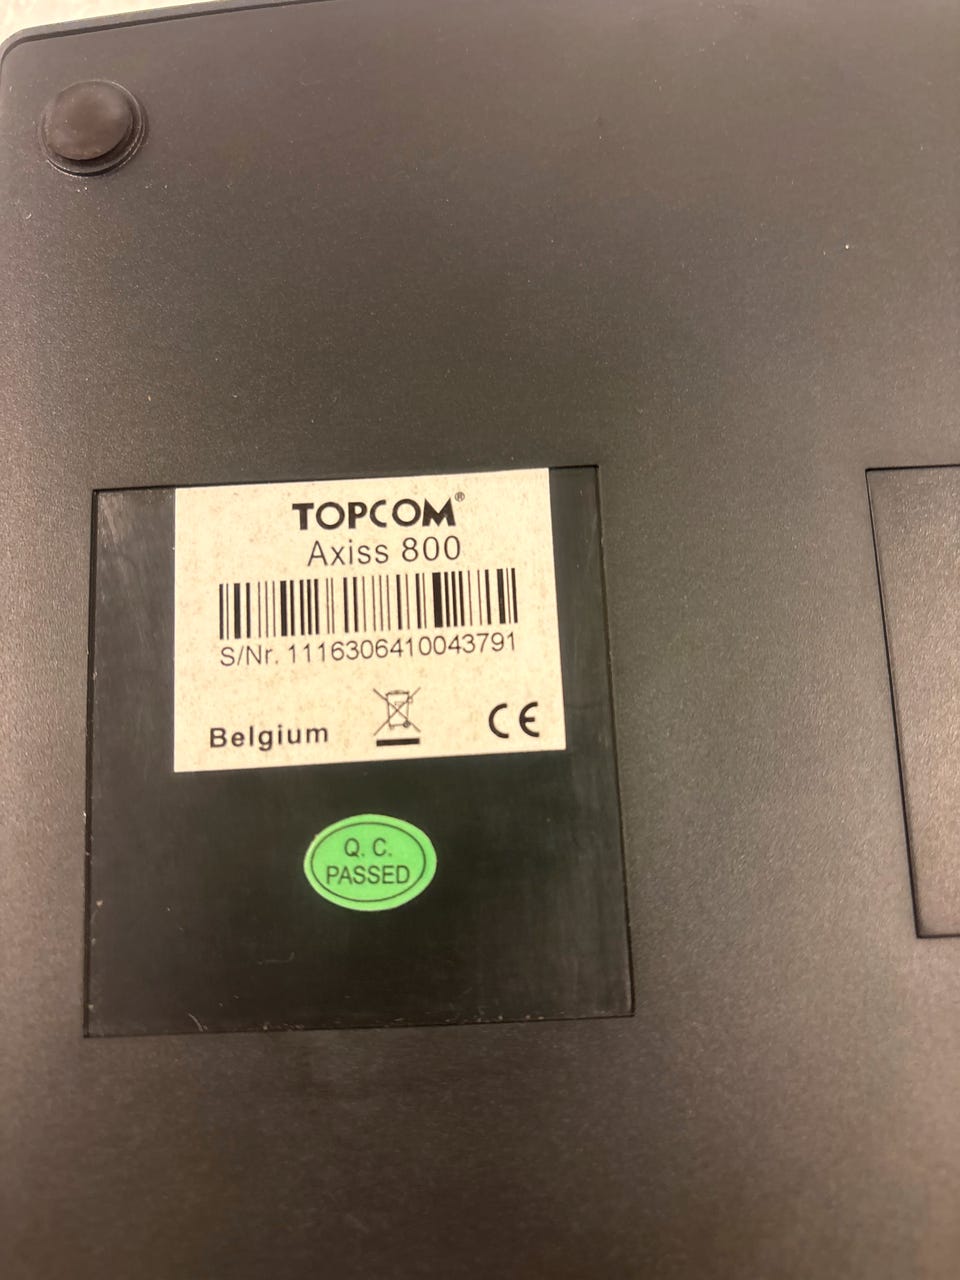 TOPCOM®
Axiss 800
S/Nr. 1116306410043791
Belgium CE
Q. C.
PASSED